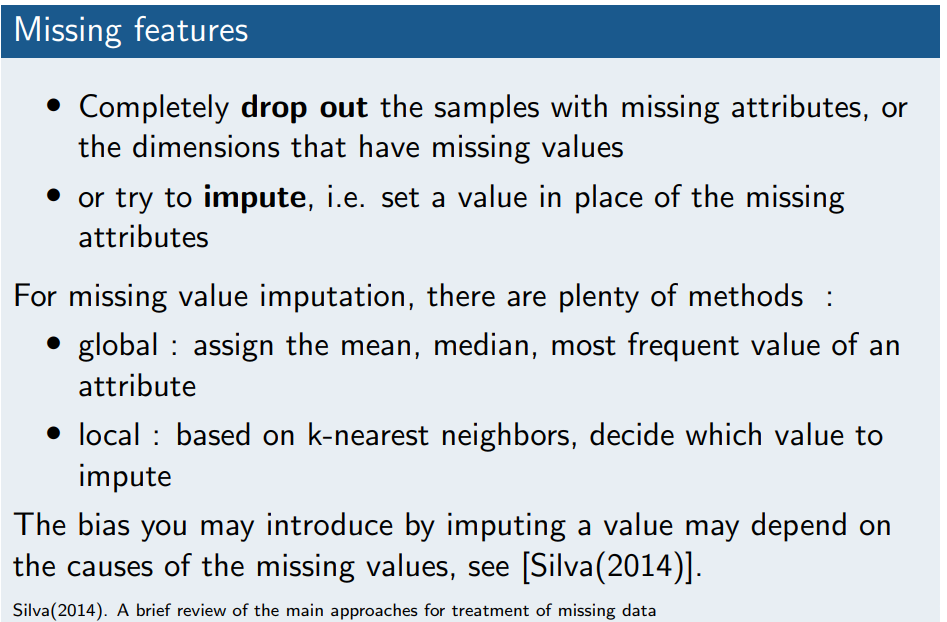 Missing features
• Completely drop out the samples with missing attributes, or
the dimensions that have missing values
• or try to impute, i.e. set a value in place of the missing
attributes
For missing value imputation, there are plenty of methods :
• global : assign the mean, median, most frequent value of an
attribute
• local : based on k-nearest neighbors, decide which value to
impute
The bias you may introduce by imputing a value may depend on
the causes of the missing values, see [Silva(2014)].
Silva(2014). A brief review of the main approaches for treatment of missing data